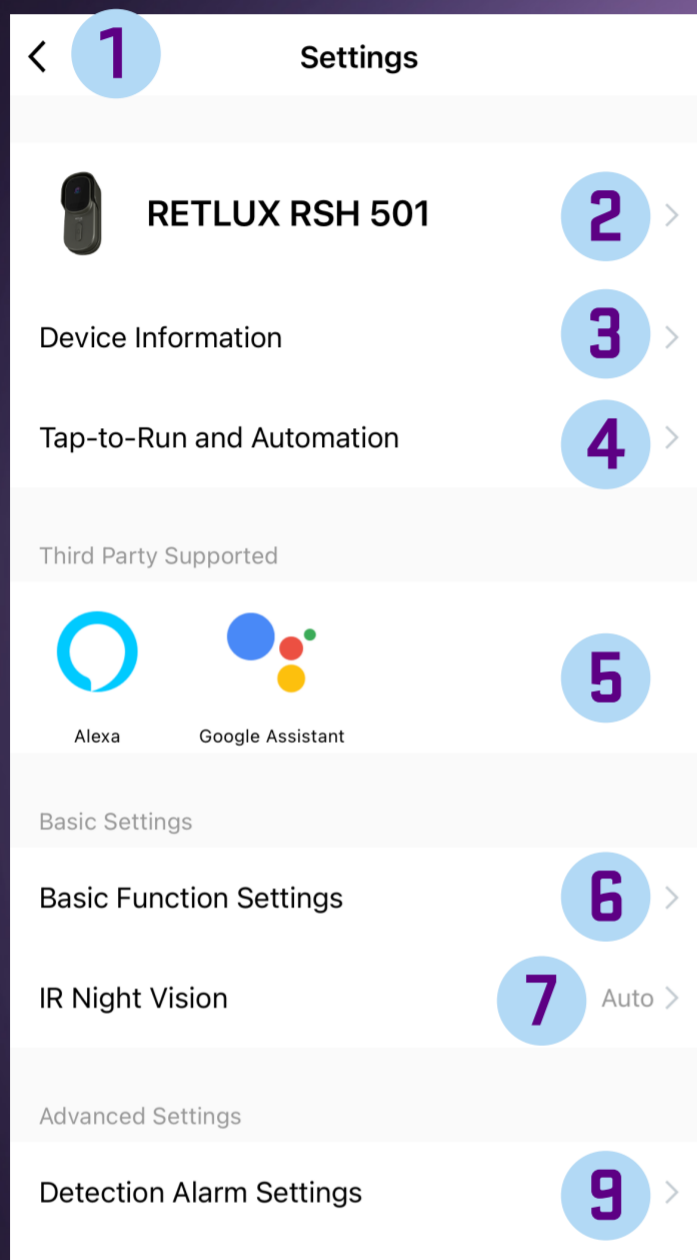 1
Settings
RETLUX RSH 501
2
Device Information
3
Tap-to-Run and Automation
4
Third Party Supported
Alexa
Google Assistant
5
Basic Settings
Basic Function Settings
6
IR Night Vision
7
Auto
Advanced Settings
Detection Alarm Settings
9